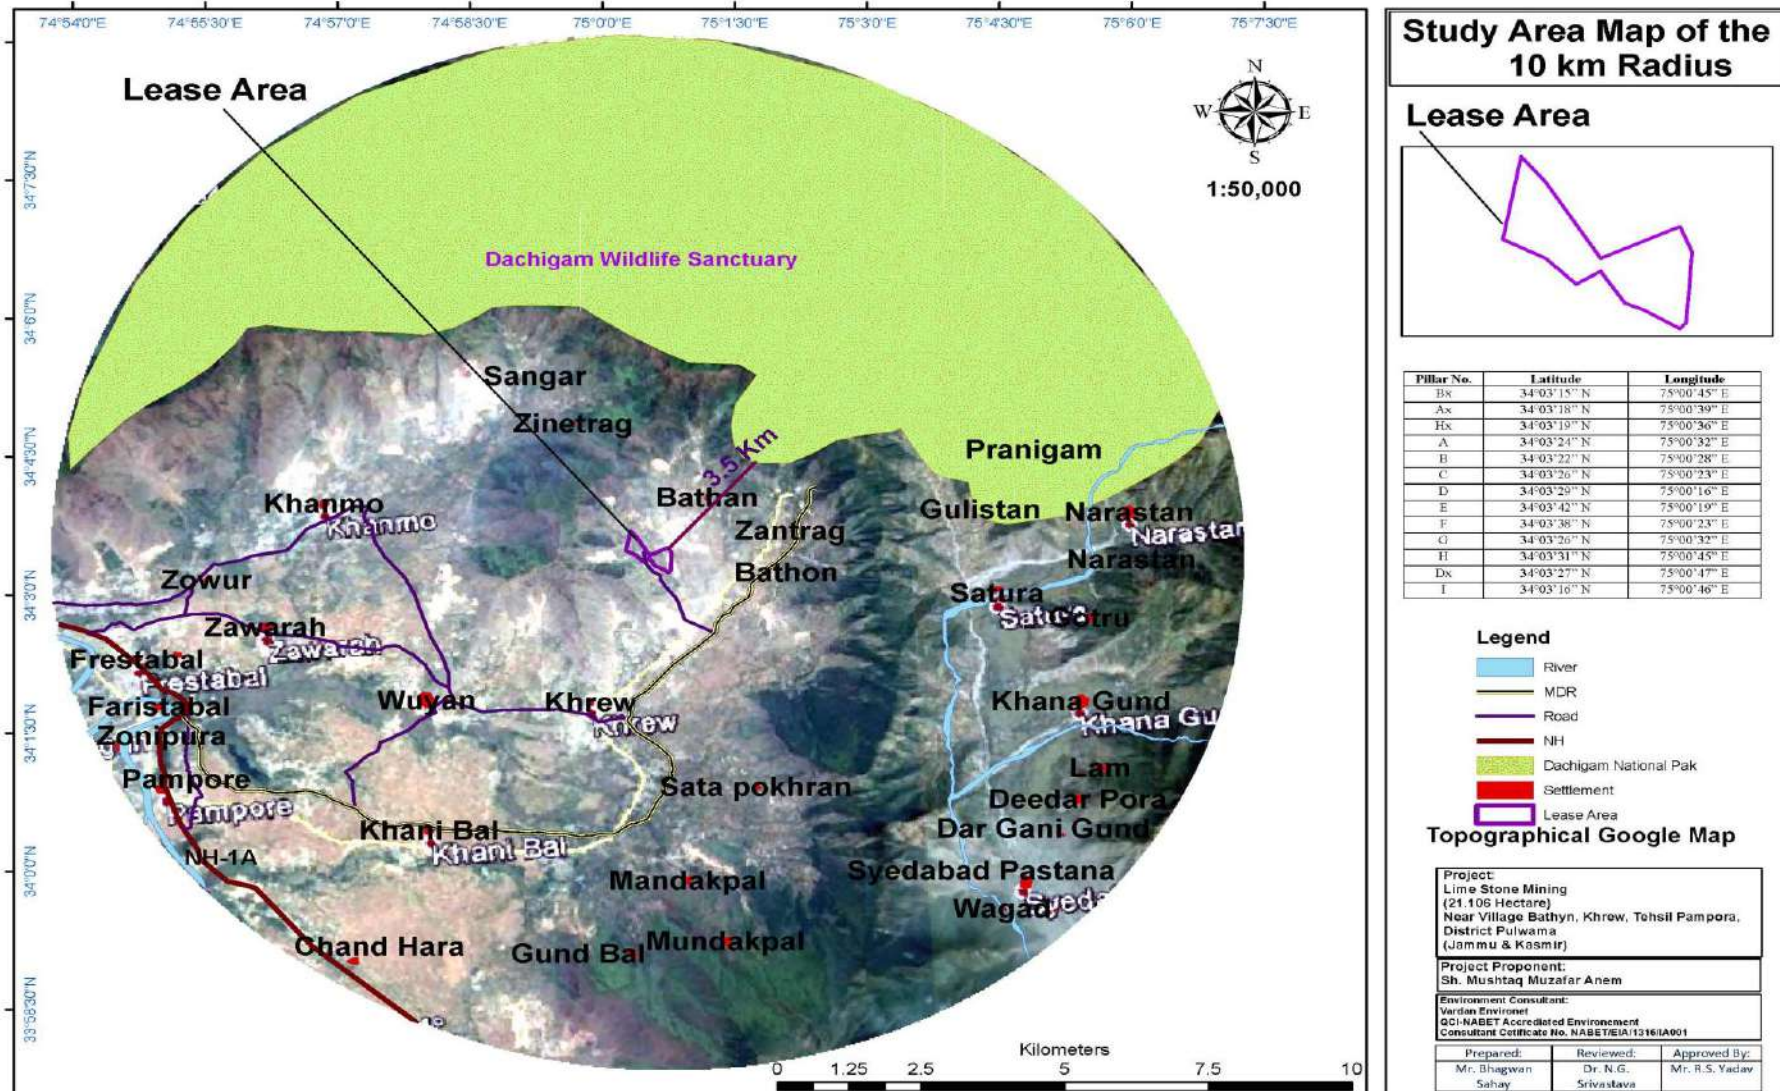 74°54'0"E
74°55'30"E
74°57'0"E
74°58'30"E
75°0'0"E
75°1'30"E
75°3'0"E
75°4'30"E
75°6'0"E
75°7'30"E
34°7'30"N
34°6'0"N
34°4'30"N
34°3'0"N
34°1'30"N
34°0'0"N
33°58'30"N
Lease Area
N
W E
S
1:50,000
Dachigam Wildlife Sanctuary
Sangar
Zinetrag
3.5 Km
Pranigam
Bathan
Khanmo
Khanmo
Gulistan
Narastan
Zantrag
Narastan
Narastan
Bathon
Zowur
Satura
Satura
Zawarah
Zawarah
Frestabal
Frestabal
Wuyan
Khrew
Khrew
Khana Gund
Khana Gu
Faristabal
Zonipura
Pampore
Pampore
Sata pokhran
Lam
Deedar Pora
Khani Bal
Khani Bal
Dar Gani Gund
NH-1A
Mandakpal
Syedabad Pastana
Syeda
Wagad
Chand Hara
Gund Bal
Mundakpal
Kilometers
0 1.25 2.5 5 7.5 10
Study Area Map of the
10 km Radius
Lease Area
Pillar No. Latitude Longitude
Bx 34°03'15" N 75°00'45" E
Ax 34°03'18" N 75°00'39" E
Hx 34°03'19" N 75°00'36" E
A 34°03'24" N 75°00'32" E
B 34°03'22" N 75°00'28" E
C 34°03'26" N 75°00'23" E
D 34°03'29" N 75°00'16" E
E 34°03'42" N 75°00'19" E
F 34°03'38" N 75°00'23" E
G 34°03'26" N 75°00'32" E
H 34°03'31" N 75°00'45" E
Dx 34°03'27" N 75°00'47" E
I 34°03'16" N 75°00'46" E
Legend
River
MDR
Road
NH
Dachigam National Pak
Settlement
Lease Area
Topographical Google Map
Project:
Lime Stone Mining
(21.106 Hectare)
Near Village Bathyn, Khrew, Tehsil Pampora,
District Pulwama
(Jammu & Kasmir)
Project Proponent:
Sh. Mushtaq Muzafar Anem
Environment Consultant:
Vardan Environet
QCI-NABET Accrediated Environement
Consultant Cetificate No. NABET/EIA/1316/IA001
Prepared: Reviewed: Approved By:
Mr. Bhagwan Dr. N.G. Mr. R.S. Yadav
Sahay Srivastava